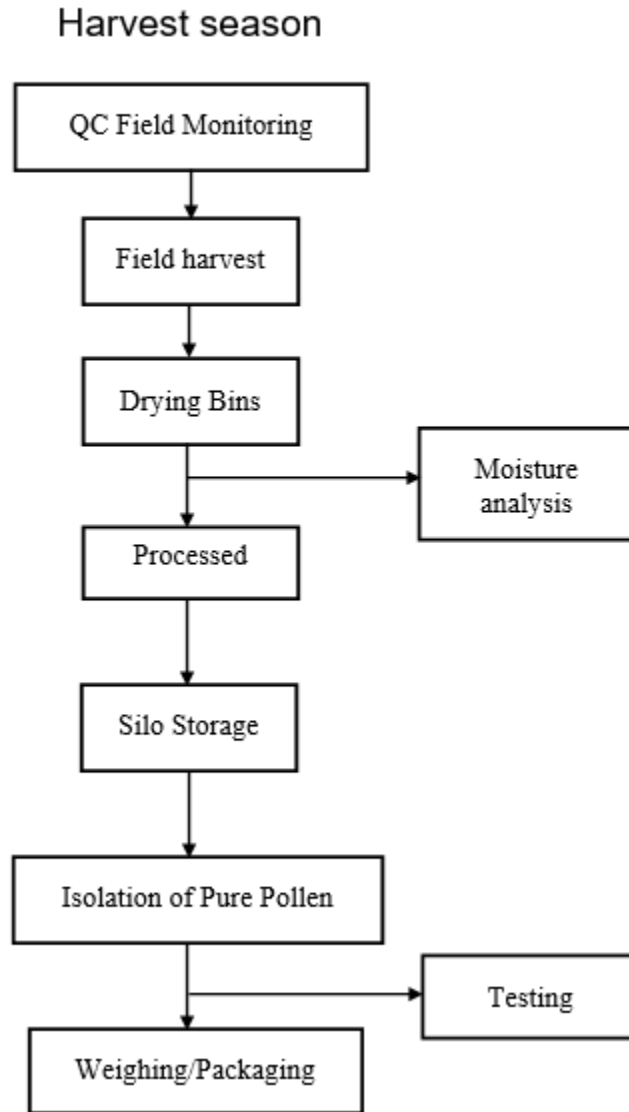 Harvest season
QC Field Monitoring
Field harvest
Drying Bins
Moisture
analysis
Processed
Silo Storage
Isolation of Pure Pollen
Testing
Weighing/Packaging